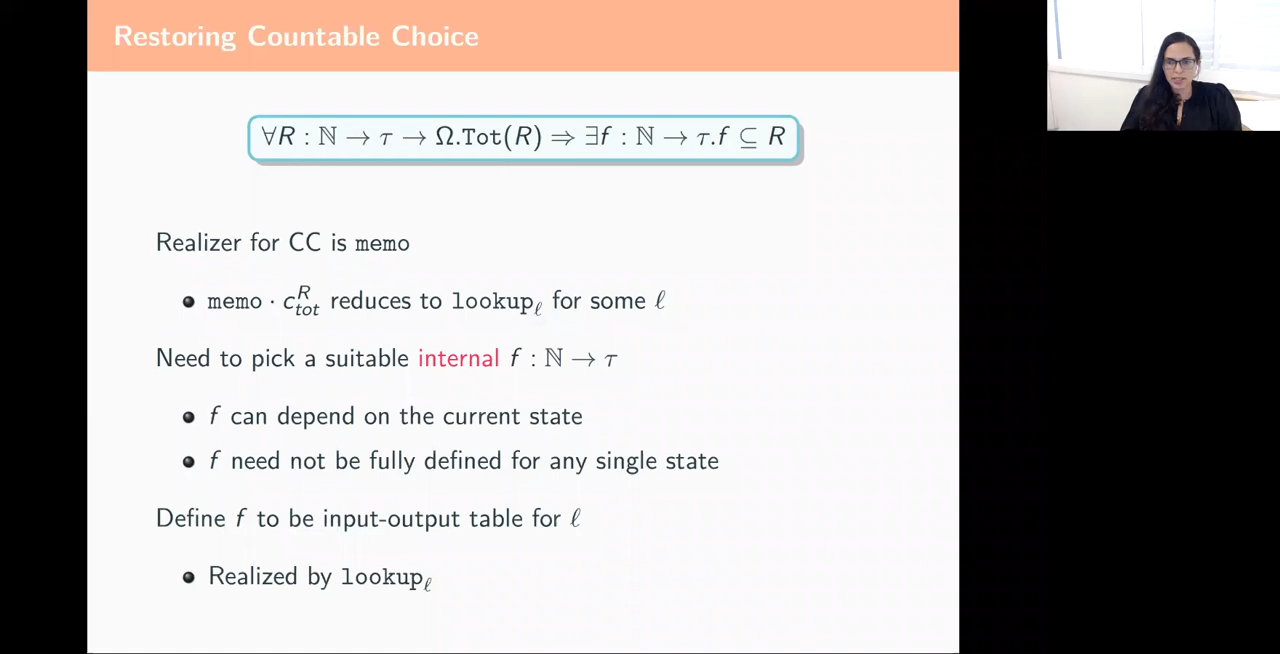 Restoring Countable Choice
∀R : ℕ → τ → Ω.Tot(R) ⇒ ∃f : ℕ → τ.f ⊆ R
Realizer for CC is memo
• memo · c^R_tot reduces to lookup_ℓ for some ℓ
Need to pick a suitable internal f : ℕ → τ
• f can depend on the current state
• f need not be fully defined for any single state
Define f to be input-output table for ℓ
• Realized by lookup_ℓ